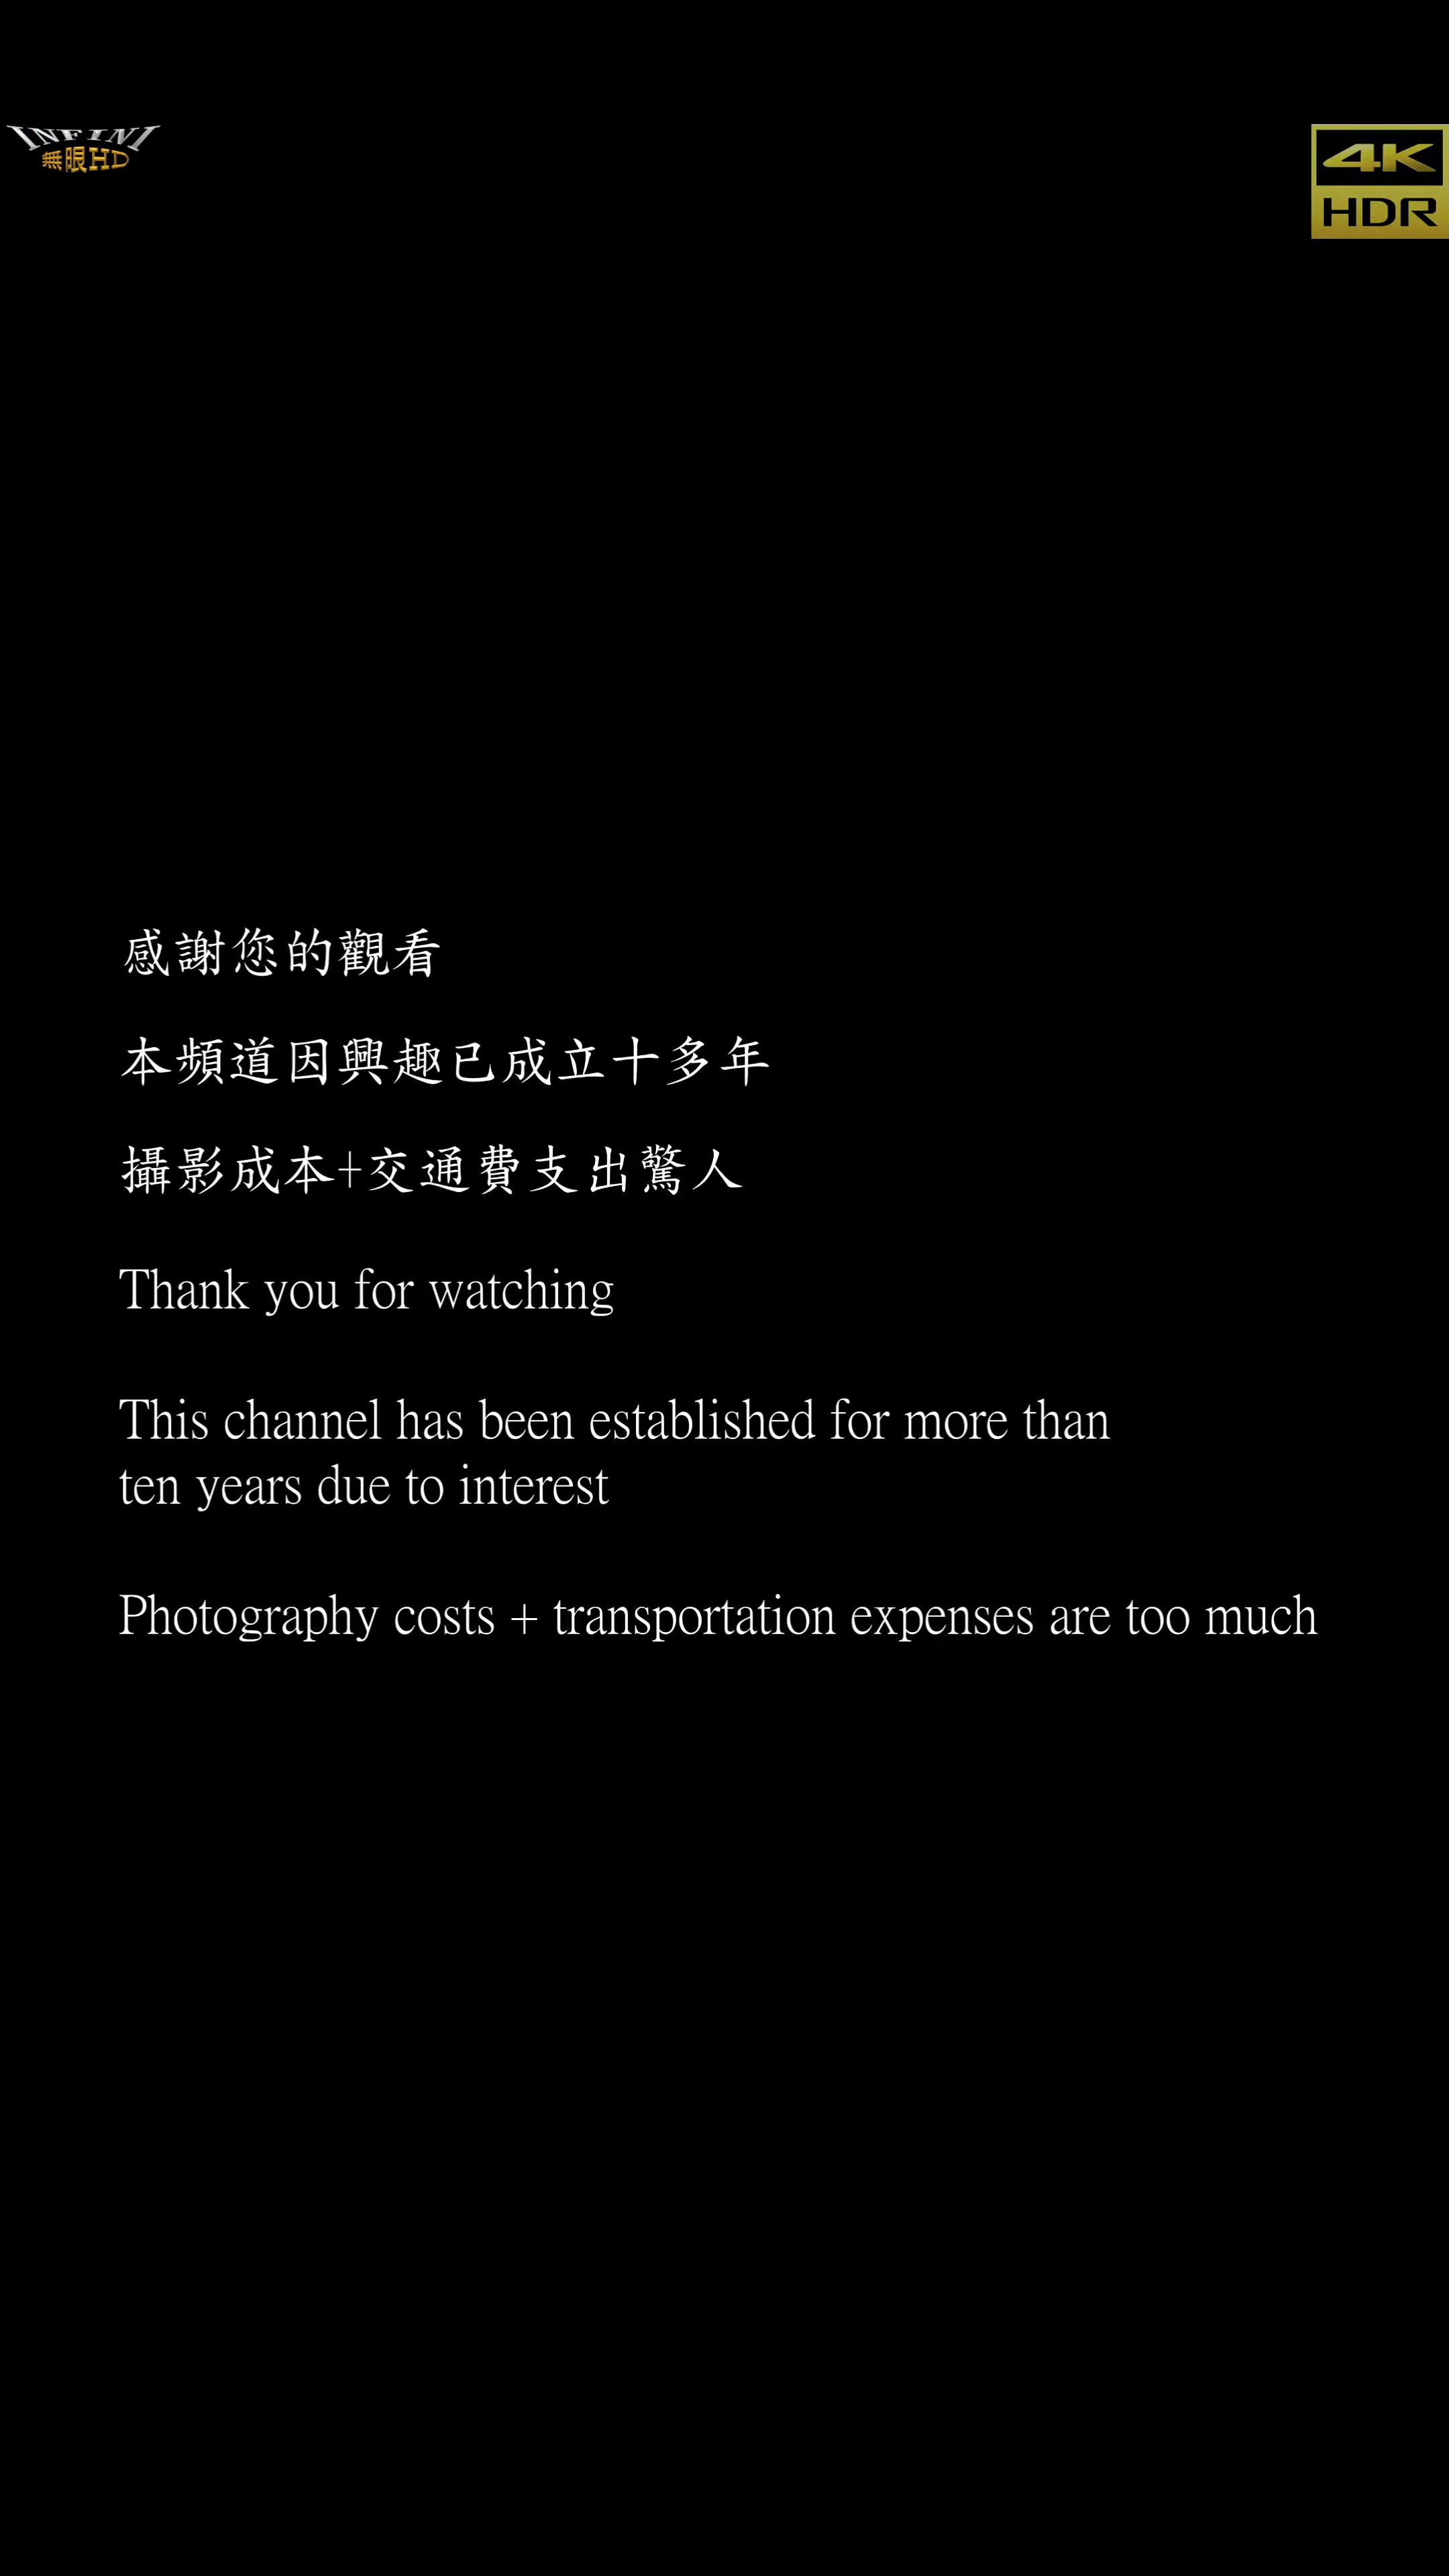 INFINI
無限HD
4K
HDR
感謝您的觀看
本頻道因興趣已成立十多年
攝影成本+交通費支出驚人
Thank you for watching
This channel has been established for more than
ten years due to interest
Photography costs + transportation expenses are too much